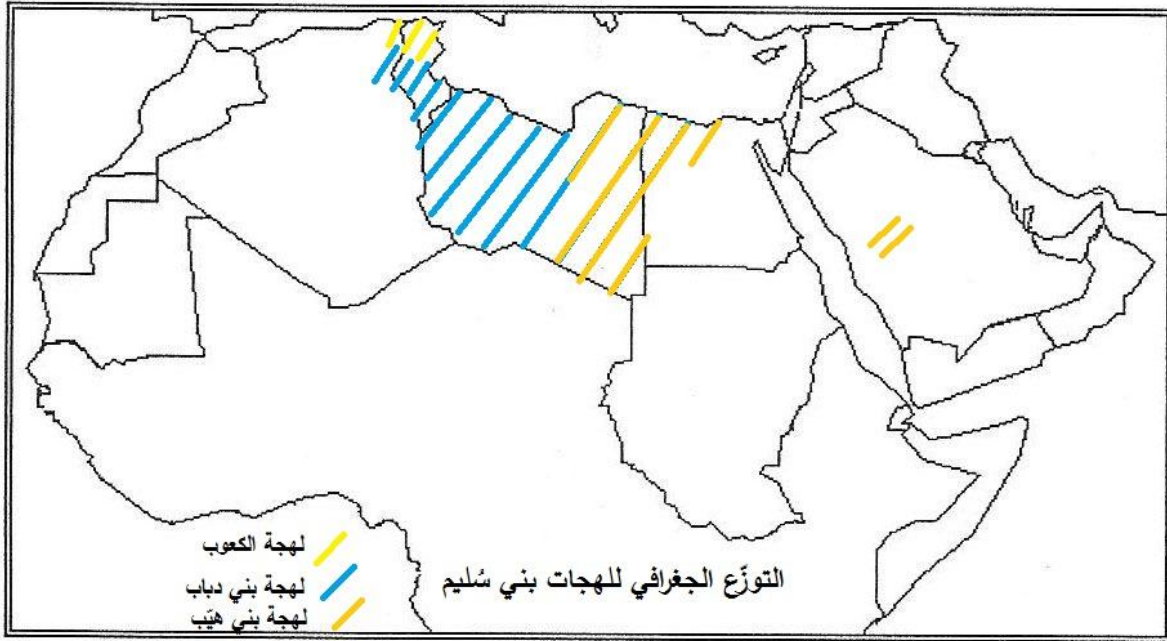 التوزّع الجغرافي للهجات بني سُليم
لهجة الكعوب
لهجة بني دباب
لهجة بني هيّب